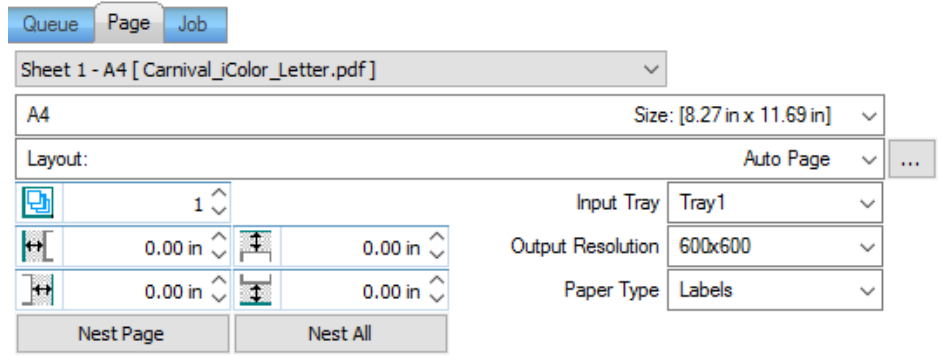 Queue Page Job
Sheet 1 - A4 [ Carnival_iColor_Letter.pdf ]
A4 Size: [8.27 in x 11.69 in]
Layout: Auto Page ...
1 Input Tray Tray1
0.00 in 0.00 in Output Resolution 600x600
0.00 in 0.00 in Paper Type Labels
Nest Page Nest All